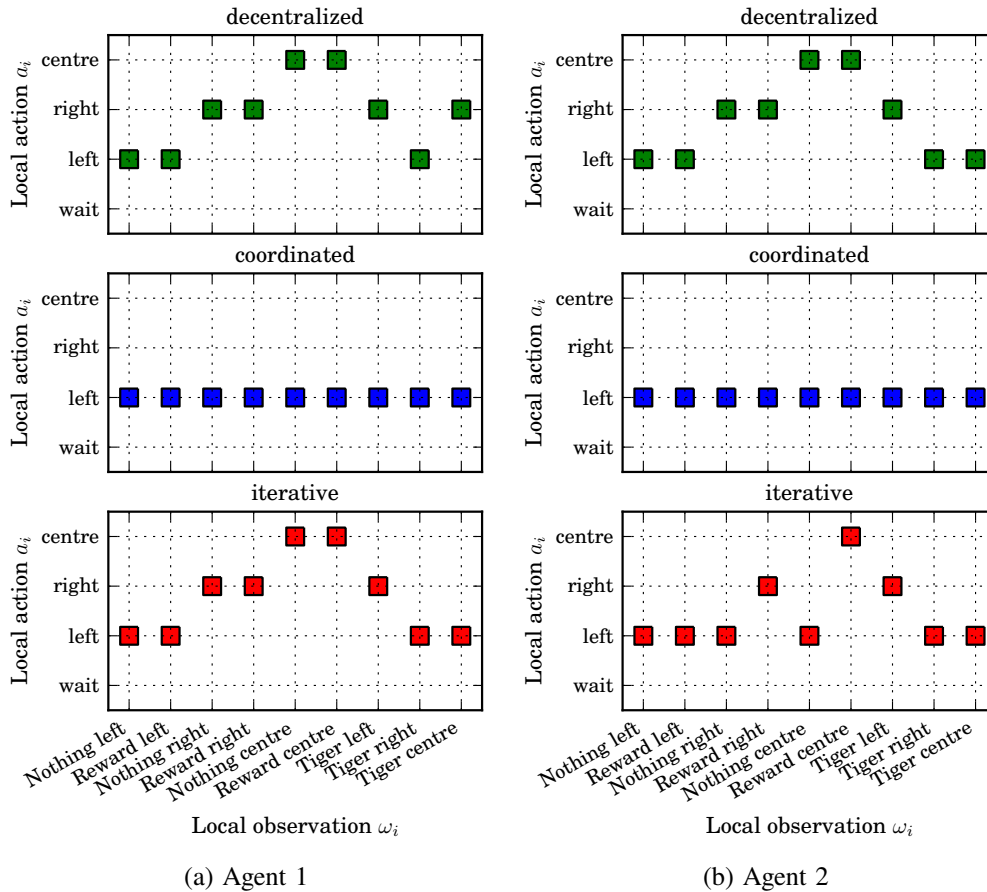 decentralized
Local action a_i
centre
right
left
wait
coordinated
Local action a_i
centre
right
left
wait
iterative
Local action a_i
centre
right
left
wait
Nothing left
Reward left
Nothing right
Reward right
Nothing centre
Reward centre
Tiger left
Tiger right
Tiger centre
Local observation ω_i
(a) Agent 1
decentralized
Local action a_i
centre
right
left
wait
coordinated
Local action a_i
centre
right
left
wait
iterative
Local action a_i
centre
right
left
wait
Nothing left
Reward left
Nothing right
Reward right
Nothing centre
Reward centre
Tiger left
Tiger right
Tiger centre
Local observation ω_i
(b) Agent 2